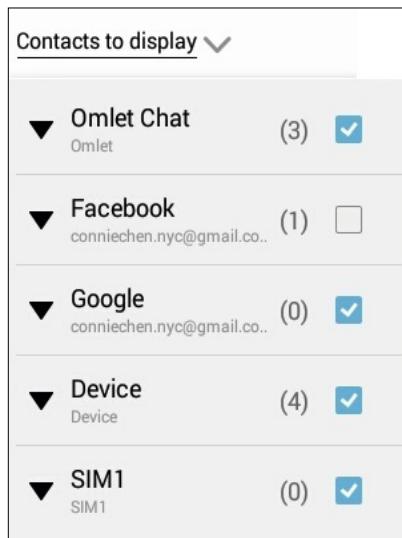 Contacts to display
Omlet Chat (3)
Omlet
Facebook (1)
conniechen.nyc@gmail.co..
Google (0)
conniechen.nyc@gmail.co..
Device (4)
Device
SIM1 (0)
SIM1